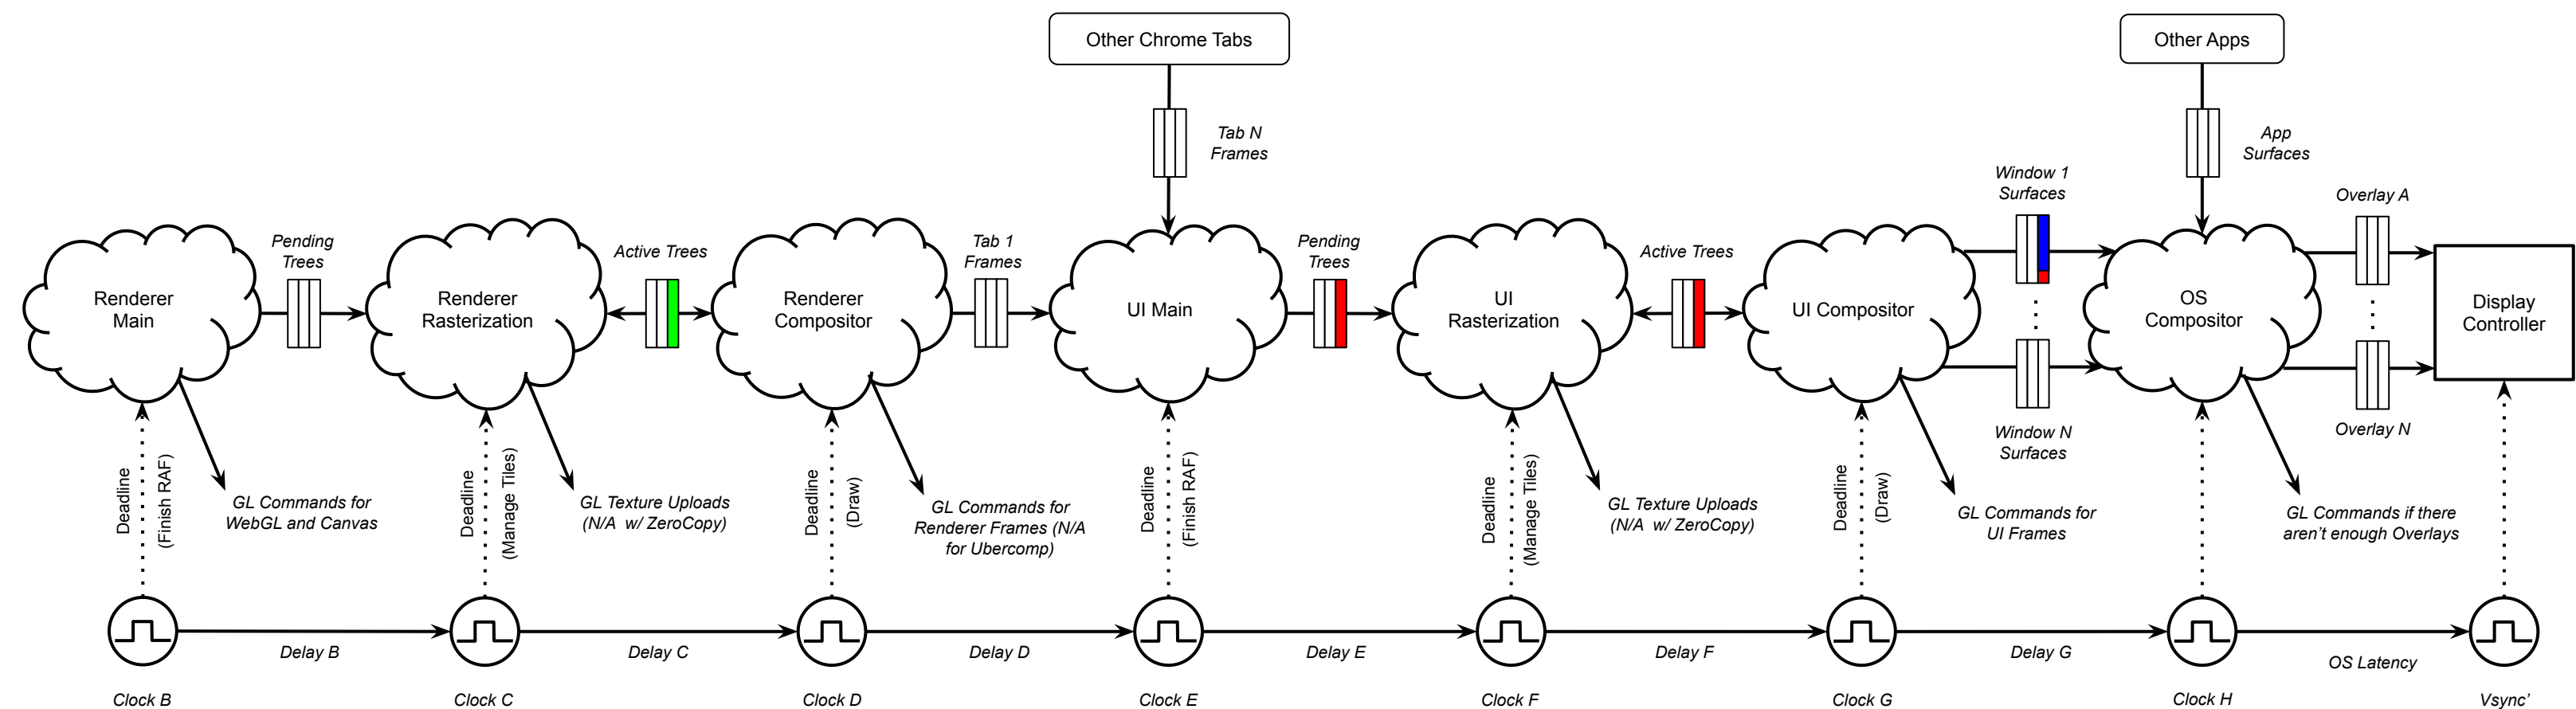 Other Chrome Tabs
Other Apps
Tab N
Frames
App
Surfaces
Window 1
Surfaces
Overlay A
Pending
Trees
Active Trees
Tab 1
Frames
Pending
Trees
Active Trees
Renderer
Main
Renderer
Rasterization
Renderer
Compositor
UI Main
UI
Rasterization
UI Compositor
OS
Compositor
Display
Controller
Window N
Surfaces
Overlay N
Deadline
(Finish RAF)
GL Commands for
WebGL and Canvas
Deadline
(Manage Tiles)
GL Texture Uploads
(N/A w/ ZeroCopy)
Deadline
(Draw)
GL Commands for
Renderer Frames (N/A
for Ubercomp)
Deadline
(Finish RAF)
Deadline
(Manage Tiles)
GL Texture Uploads
(N/A w/ ZeroCopy)
Deadline
(Draw)
GL Commands for
UI Frames
GL Commands if there
aren’t enough Overlays
Delay B
Delay C
Delay D
Delay E
Delay F
Delay G
OS Latency
Clock B
Clock C
Clock D
Clock E
Clock F
Clock G
Clock H
Vsync’